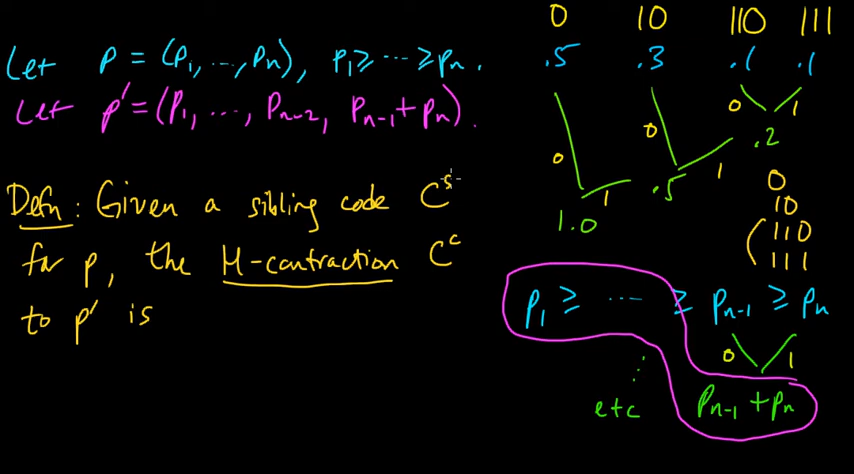 Let p = (p₁, ..., pₙ), p₁ ≥ ⋯ ≥ pₙ.
Let p' = (p₁, ..., pₙ₋₂, pₙ₋₁ + pₙ).
Defn: Given a sibling code Cˢⁱ
for p, the H-contraction Cᶜ
to p' is
0 10 110 111
.5 .3 .1 .1
0 1
0 .2
0 1
.5 0
1 10
1.0 110
111
p₁ ≥ ⋯ ≥ pₙ₋₁ ≥ pₙ
0 1
etc pₙ₋₁ + pₙ